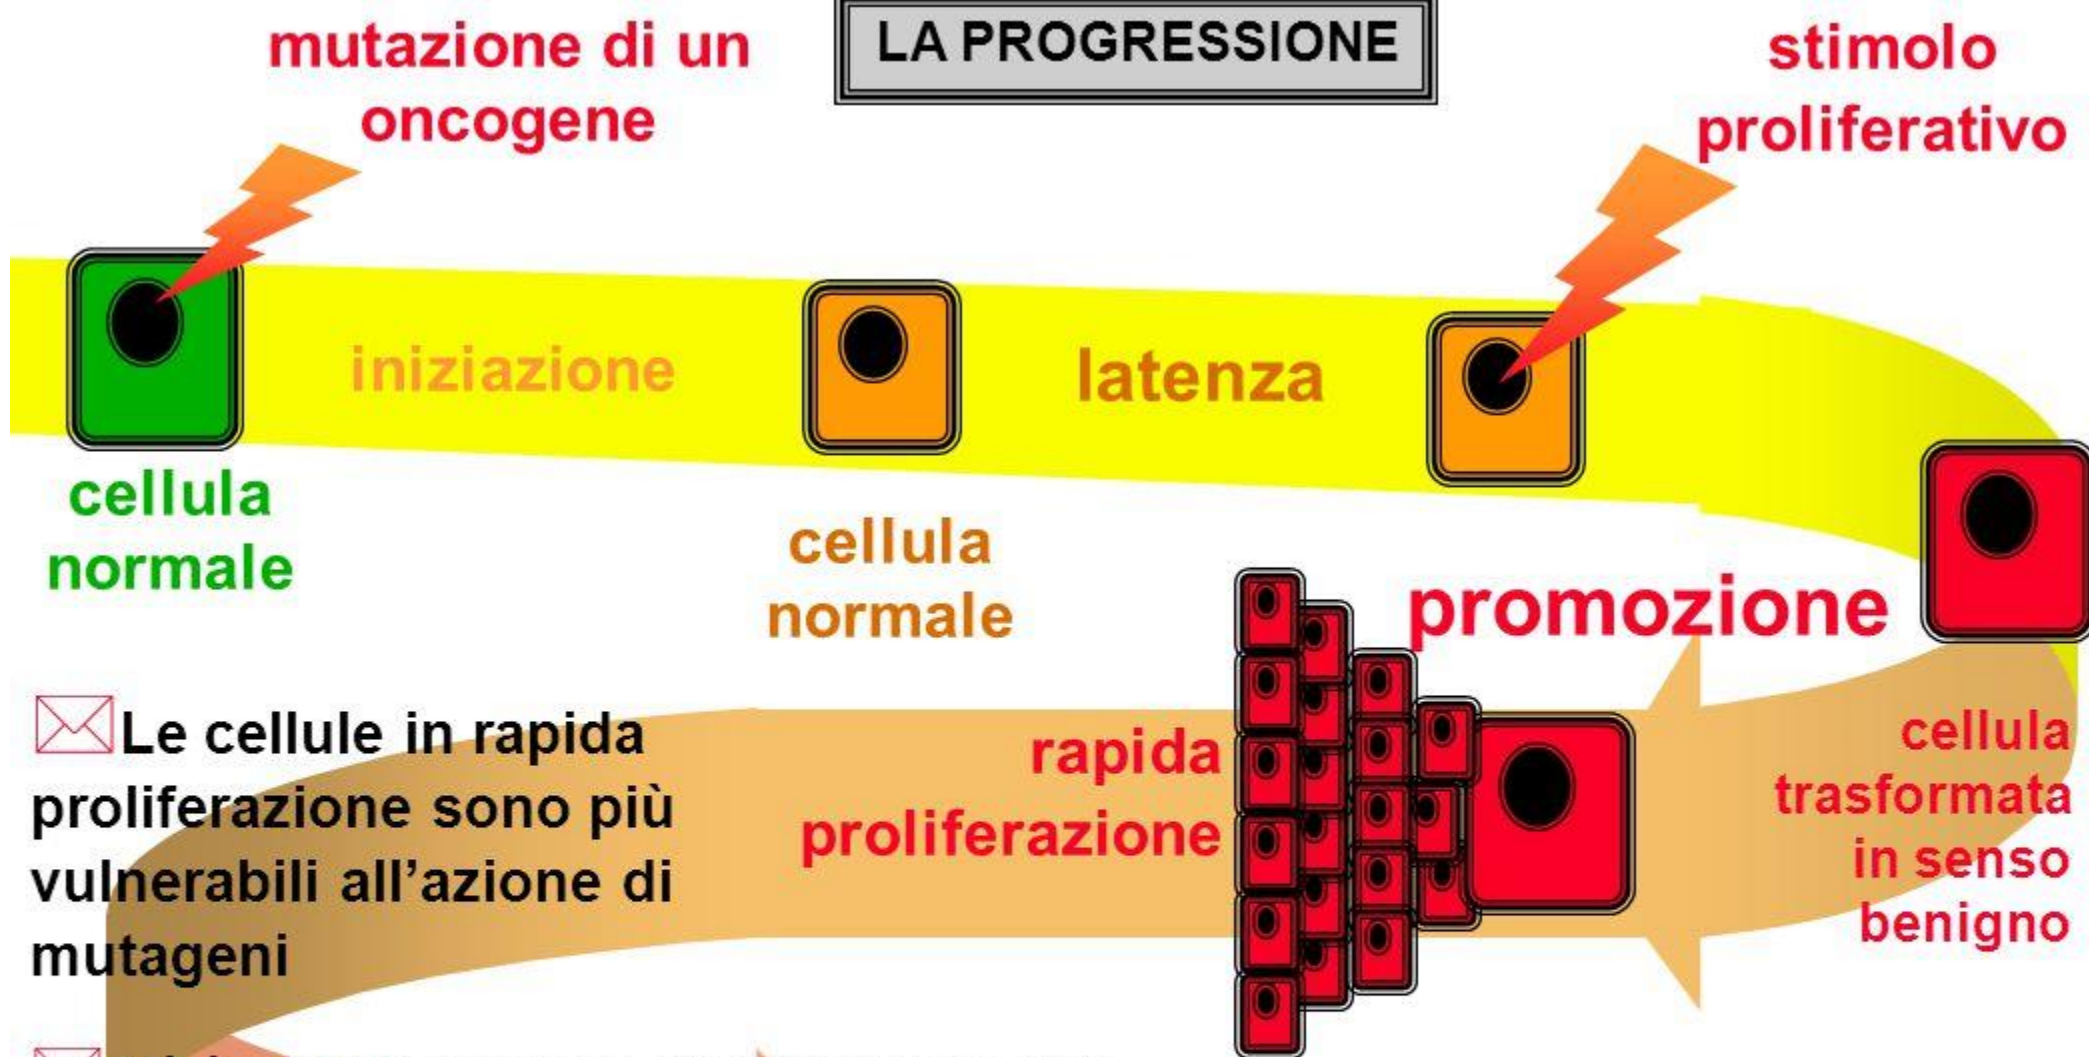 LA PROGRESSIONE
mutazione di un
oncogene
stimolo
proliferativo
iniziazione
latenza
cellula
normale
cellula
normale
promozione
Le cellule in rapida
proliferazione sono più
vulnerabili all’azione di
mutageni
rapida
proliferazione
cellula
trasformata
in senso
benigno